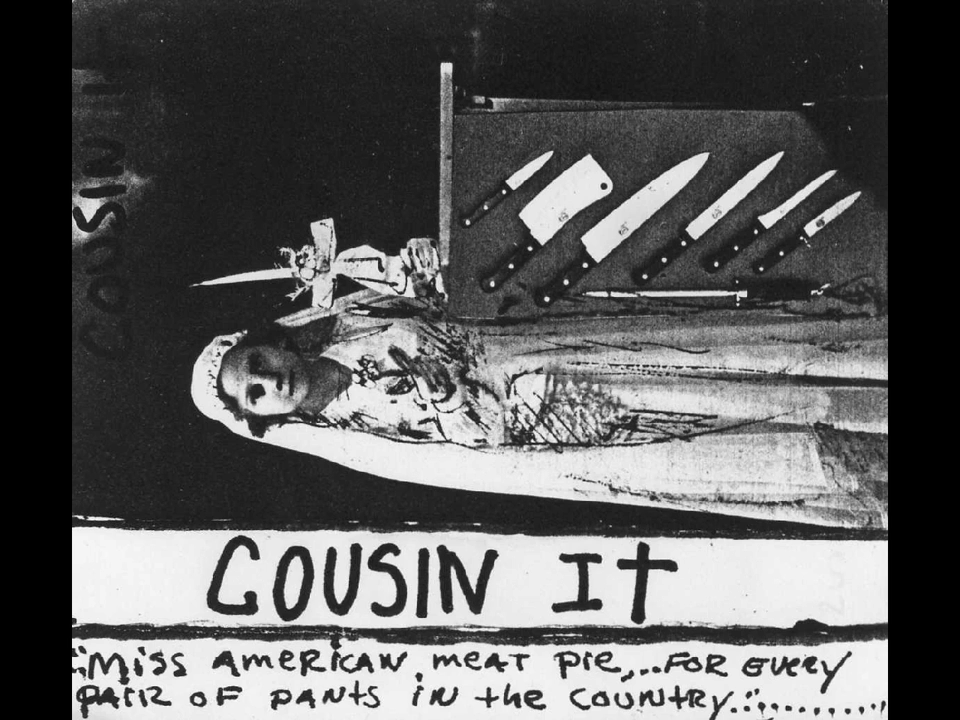 COUSIN
COUSIN It
"Miss American meat pie,..FOR EVERY
PAIR OF PANTS iN the COUNTRY..............